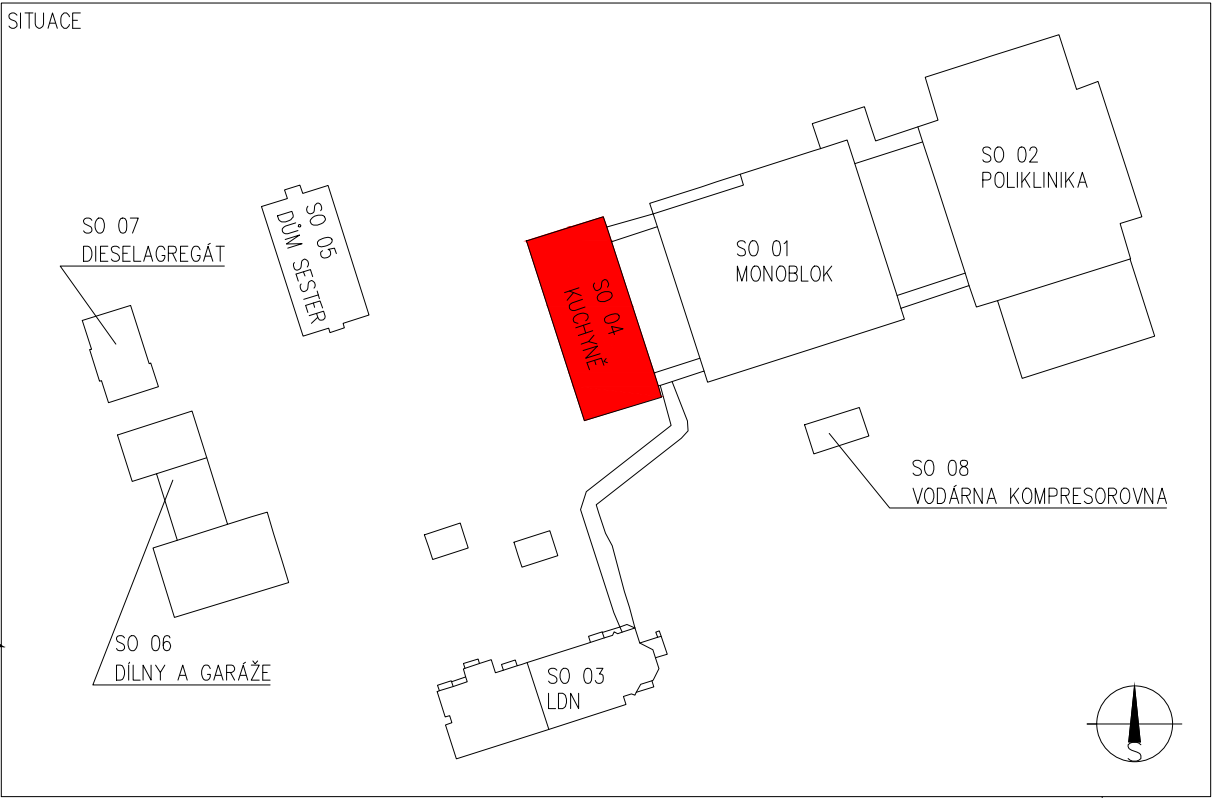 SITUACE
SO 02
POLIKLINIKA
SO 07
DIESELAGREGÁT
SO 05
DŮM SESTER
SO 01
MONOBLOK
SO 04
KUCHYNĚ
SO 08
VODÁRNA KOMPRESOROVNA
SO 06
DÍLNY A GARÁŽE
SO 03
LDN
S